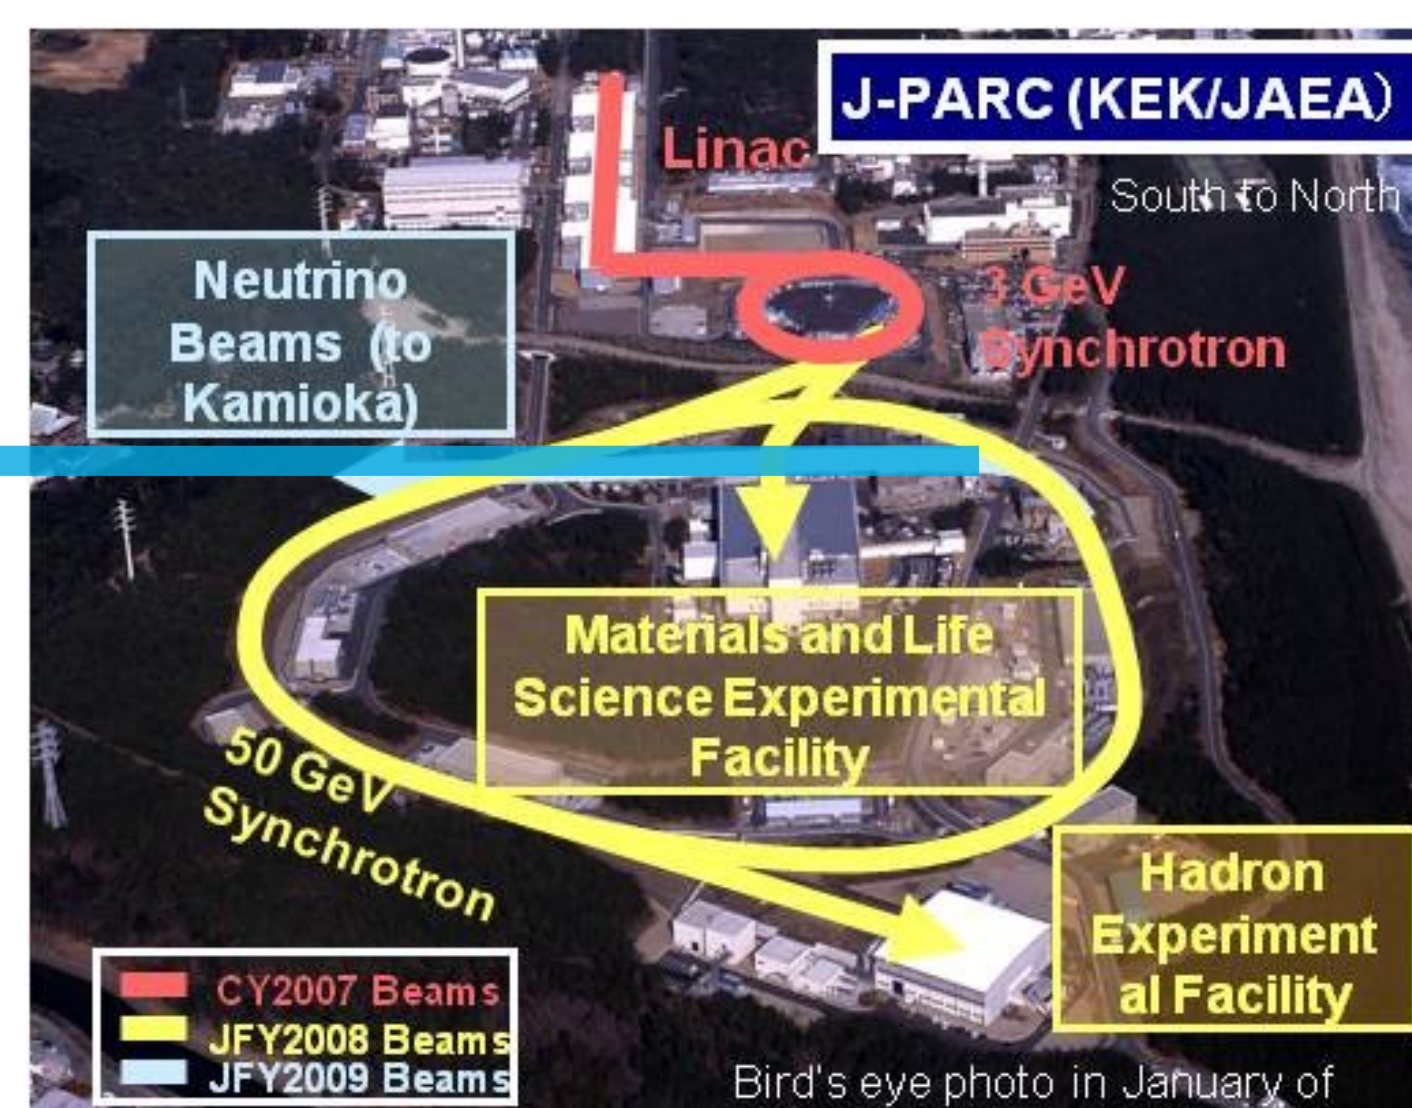 J-PARC (KEK/JAEA）
Linac
South to North
Neutrino
Beams (to
Kamioka)
3 GeV
Synchrotron
Materials and Life
Science Experimental
Facility
50 GeV
Synchrotron
Hadron
Experiment
al Facility
CY2007 Beams
JFY2008 Beams
JFY2009 Beams
Bird's eye photo in January of